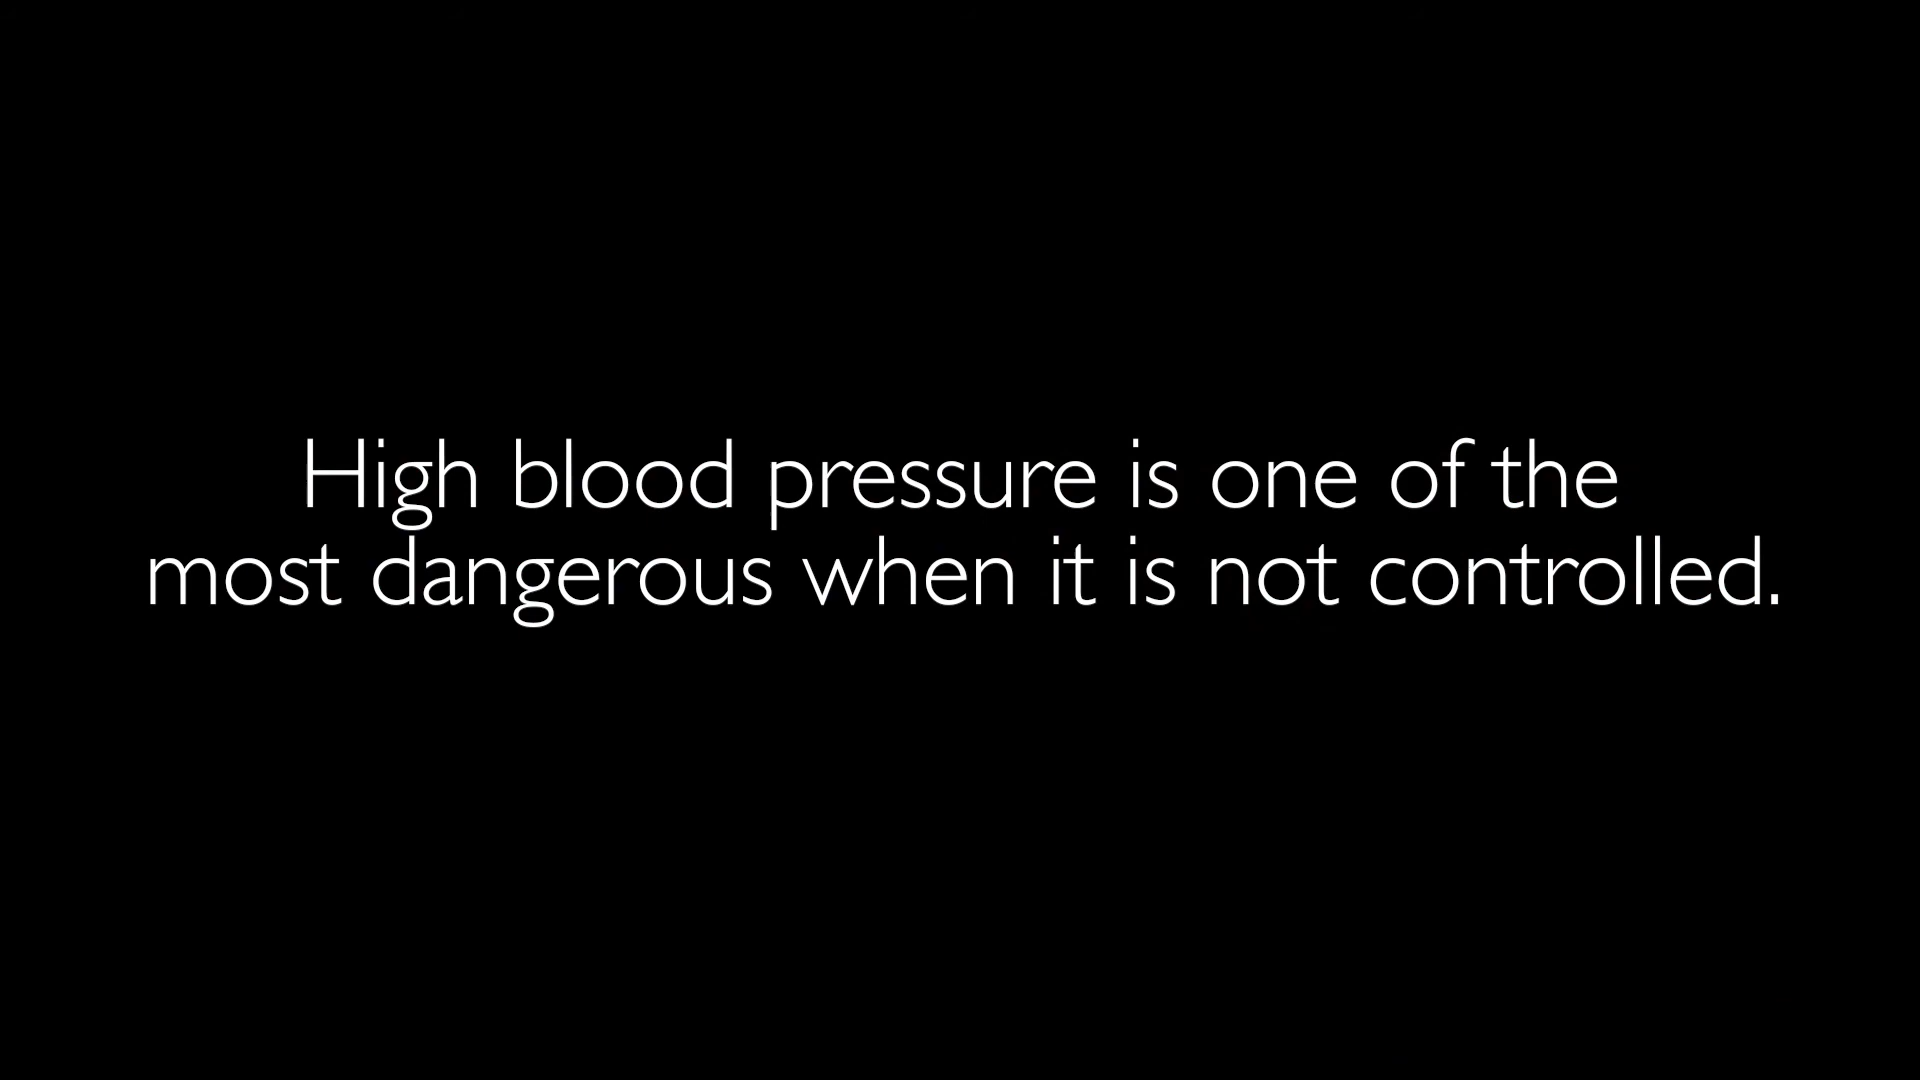 High blood pressure is one of the
most dangerous when it is not controlled.